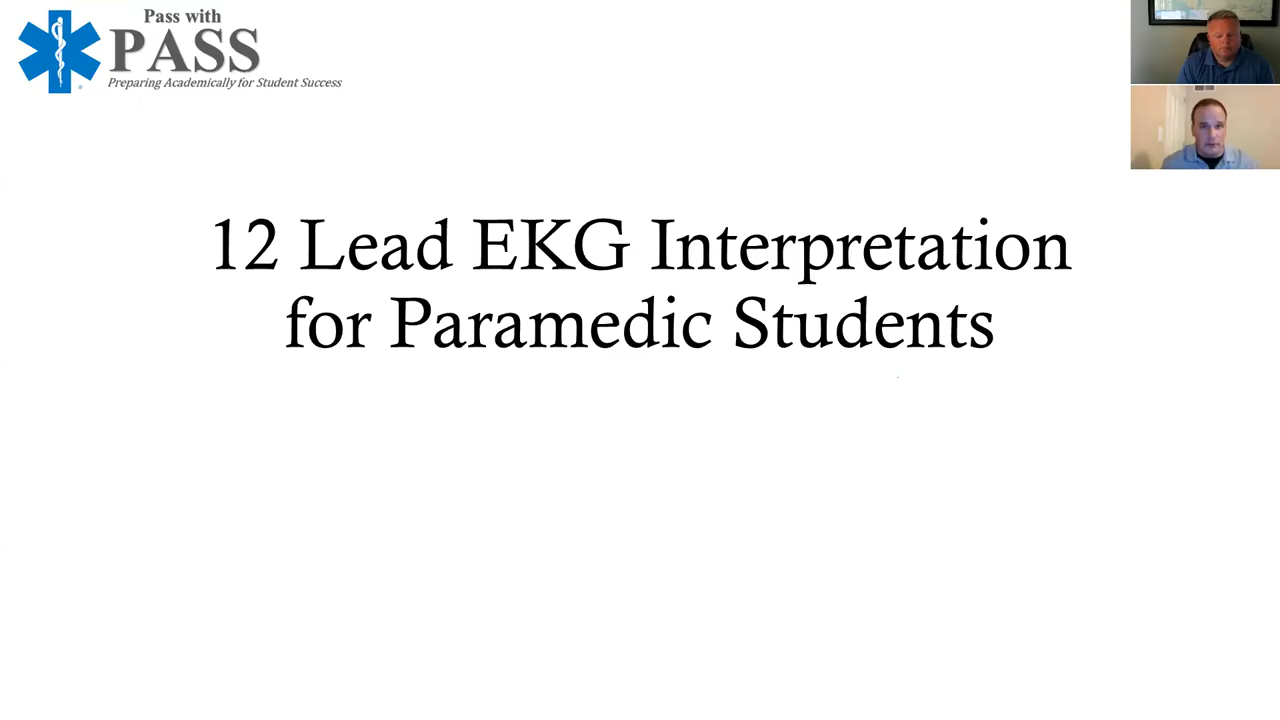 Pass with
PASS
Preparing Academically for Student Success
12 Lead EKG Interpretation
for Paramedic Students